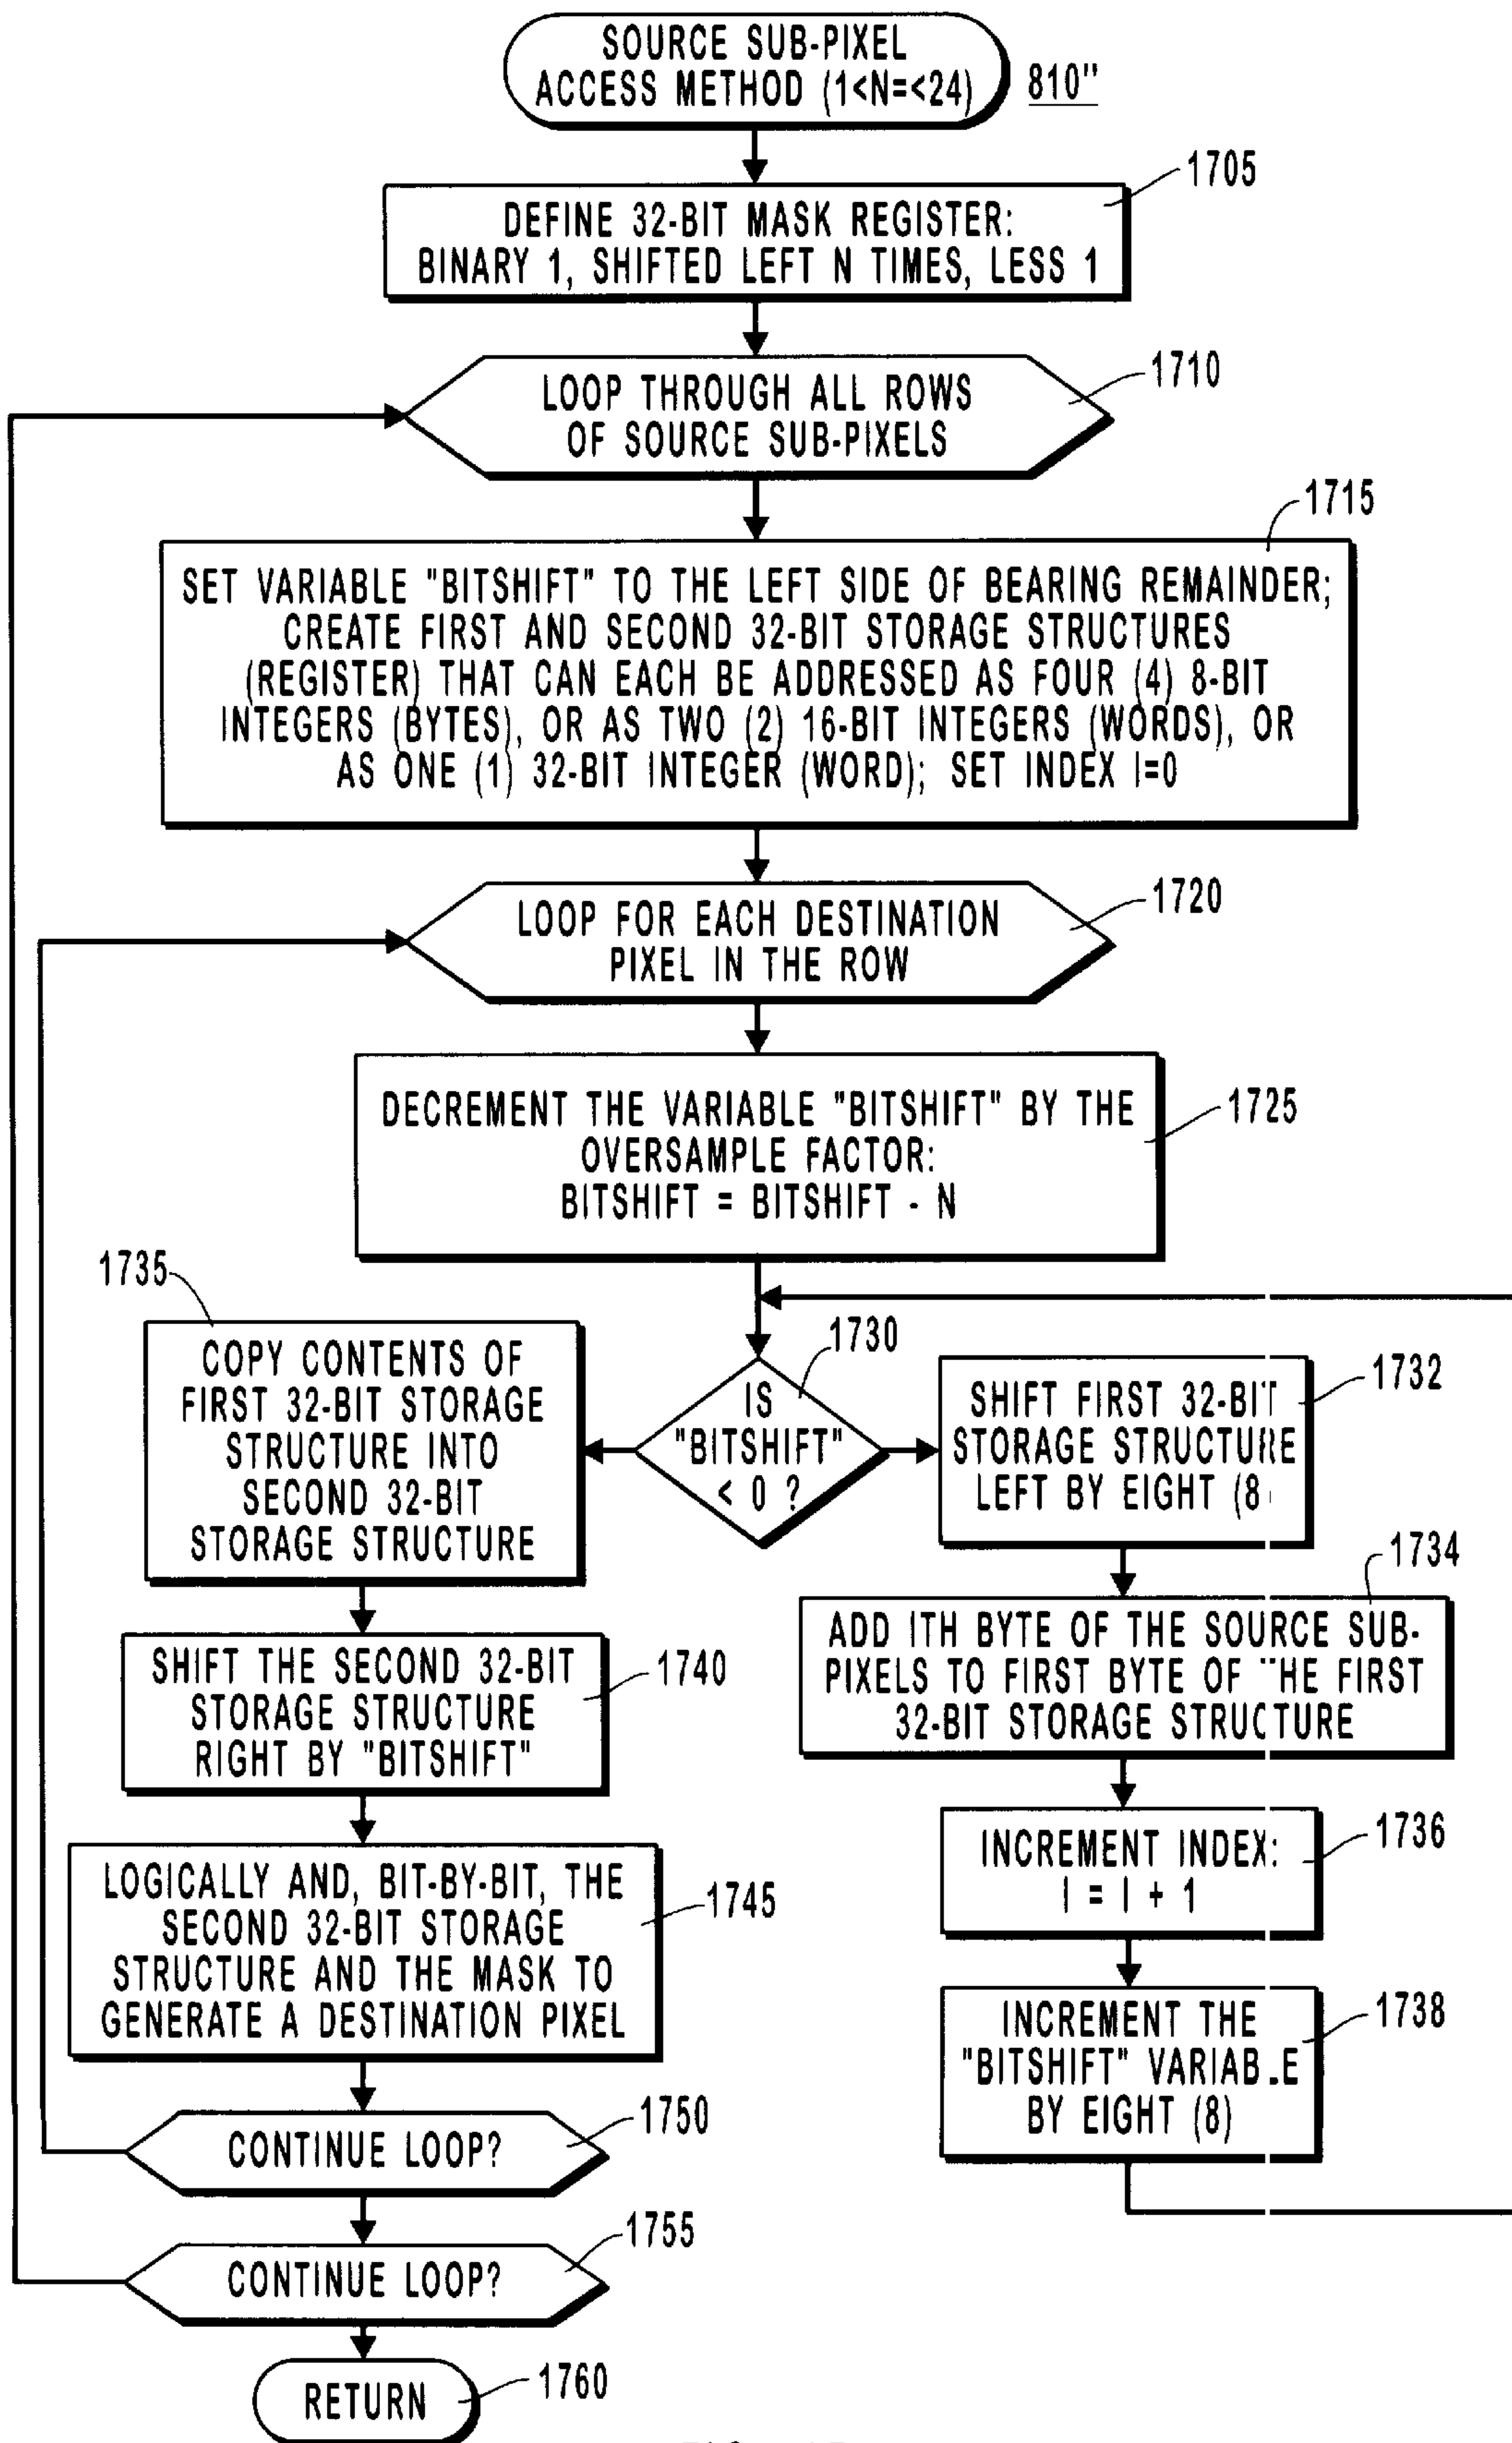 SOURCE SUB-PIXEL
ACCESS METHOD (1<N=<24)
810"
1705
DEFINE 32-BIT MASK REGISTER:
BINARY 1, SHIFTED LEFT N TIMES, LESS 1
1710
LOOP THROUGH ALL ROWS
OF SOURCE SUB-PIXELS
1715
SET VARIABLE "BITSHIFT" TO THE LEFT SIDE OF BEARING REMAINDER;
CREATE FIRST AND SECOND 32-BIT STORAGE STRUCTURES
(REGISTER) THAT CAN EACH BE ADDRESSED AS FOUR (4) 8-BIT
INTEGERS (BYTES), OR AS TWO (2) 16-BIT INTEGERS (WORDS), OR
AS ONE (1) 32-BIT INTEGER (WORD); SET INDEX I=0
1720
LOOP FOR EACH DESTINATION
PIXEL IN THE ROW
1725
DECREMENT THE VARIABLE "BITSHIFT" BY THE
OVERSAMPLE FACTOR:
BITSHIFT = BITSHIFT - N
1730
IS
"BITSHIFT"
< 0 ?
1735
COPY CONTENTS OF
FIRST 32-BIT STORAGE
STRUCTURE INTO
SECOND 32-BIT
STORAGE STRUCTURE
1740
SHIFT THE SECOND 32-BIT
STORAGE STRUCTURE
RIGHT BY "BITSHIFT"
1745
LOGICALLY AND, BIT-BY-BIT, THE
SECOND 32-BIT STORAGE
STRUCTURE AND THE MASK TO
GENERATE A DESTINATION PIXEL
1732
SHIFT FIRST 32-BIT
STORAGE STRUCTURE
LEFT BY EIGHT (8
1734
ADD ITH BYTE OF THE SOURCE SUB-
PIXELS TO FIRST BYTE OF THE FIRST
32-BIT STORAGE STRUCTURE
1736
INCREMENT INDEX:
I = I + 1
1738
INCREMENT THE
"BITSHIFT" VARIABLE
BY EIGHT (8)
1750
CONTINUE LOOP?
1755
CONTINUE LOOP?
1760
RETURN